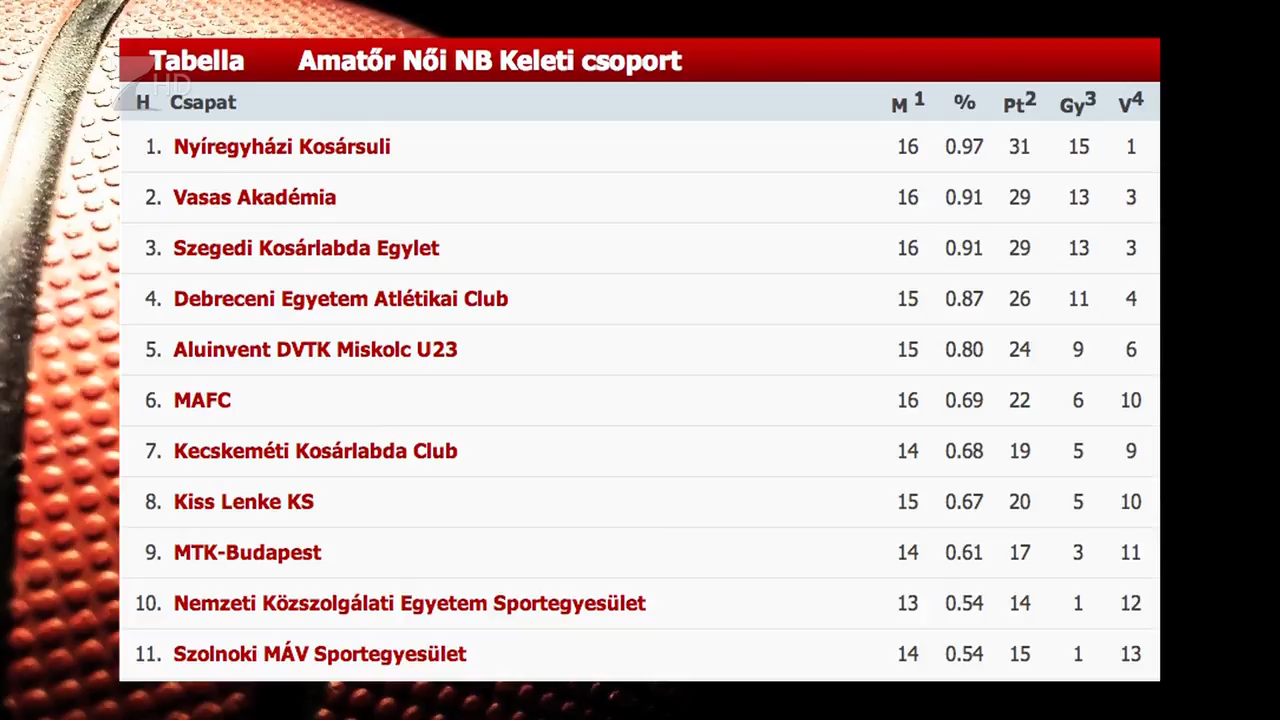 Tabella Amatőr Női NB Keleti csoport
HD
H Csapat M 1 % Pt2 Gy3 V4
1. Nyíregyházi Kosársuli 16 0.97 31 15 1
2. Vasas Akadémia 16 0.91 29 13 3
3. Szegedi Kosárlabda Egylet 16 0.91 29 13 3
4. Debreceni Egyetem Atlétikai Club 15 0.87 26 11 4
5. Aluinvent DVTK Miskolc U23 15 0.80 24 9 6
6. MAFC 16 0.69 22 6 10
7. Kecskeméti Kosárlabda Club 14 0.68 19 5 9
8. Kiss Lenke KS 15 0.67 20 5 10
9. MTK-Budapest 14 0.61 17 3 11
10. Nemzeti Közszolgálati Egyetem Sportegyesület 13 0.54 14 1 12
11. Szolnoki MÁV Sportegyesület 14 0.54 15 1 13